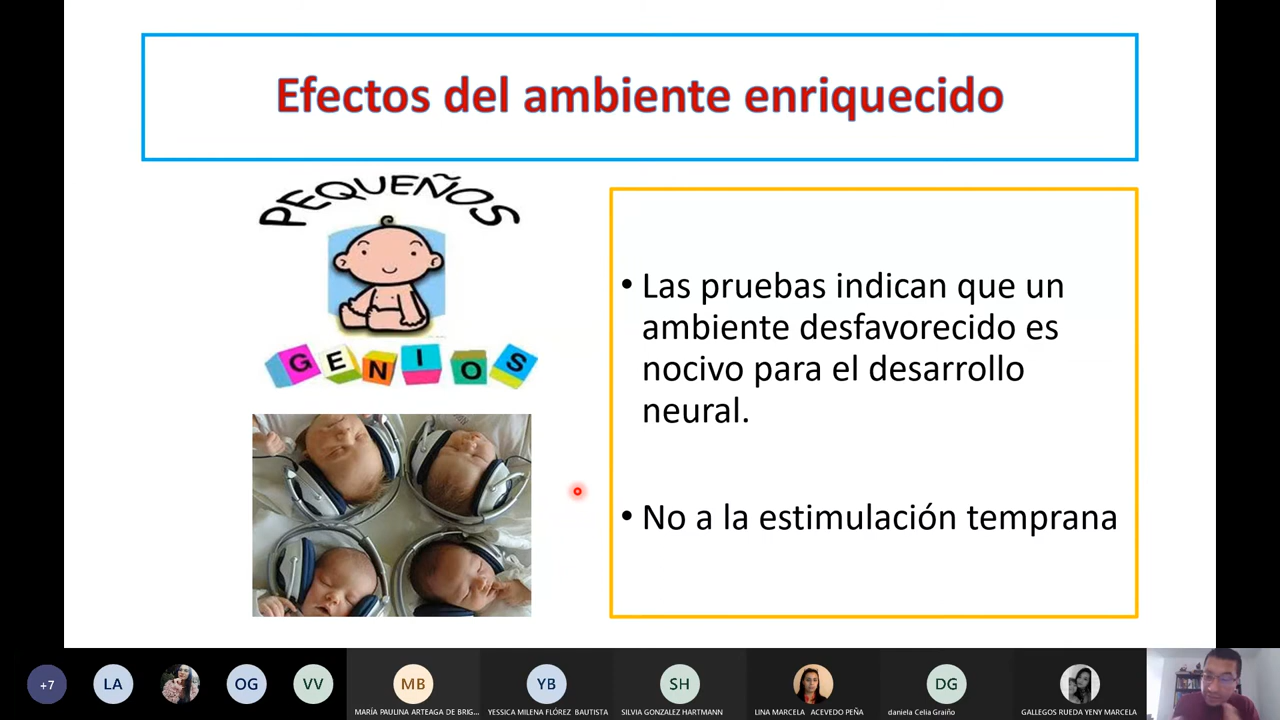 Efectos del ambiente enriquecido
PEQUEÑOS
GENIOS
• Las pruebas indican que un
ambiente desfavorecido es
nocivo para el desarrollo
neural.
• No a la estimulación temprana
+7
LA
OG
VV
MB
YB
SH
DG
MARÍA PAULINA ARTEAGA DE BRIG...
YESSICA MILENA FLÓREZ BAUTISTA
SILVIA GONZALEZ HARTMANN
LINA MARCELA ACEVEDO PEÑA
daniela Celia Graiño
GALLEGOS RUEDA YENY MARCELA